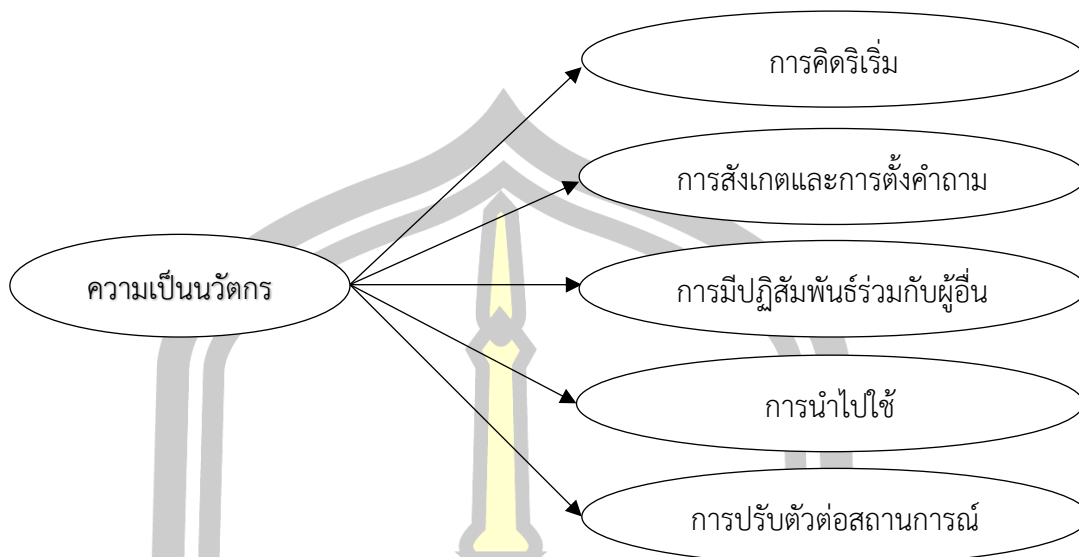 การคิดริเริ่ม
การสังเกตและการตั้งคำถาม
ความเป็นนวัตกร
การมีปฏิสัมพันธ์ร่วมกับผู้อื่น
การนำไปใช้
การปรับตัวต่อสถานการณ์